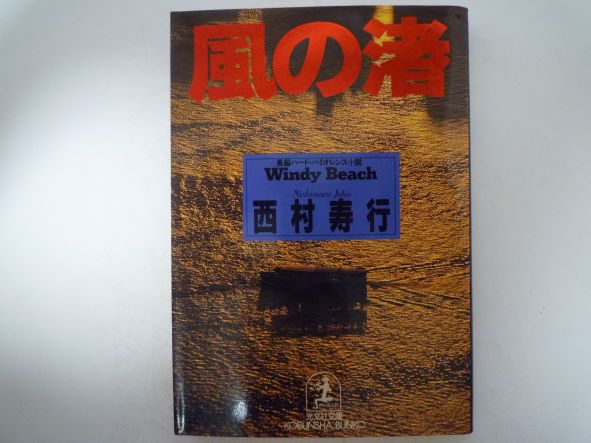 風の渚
長編ハード・バイオレンス小説
Windy Beach
Nishimura Juko
西村寿行
光文社文庫
KOBUNSHA BUNKO